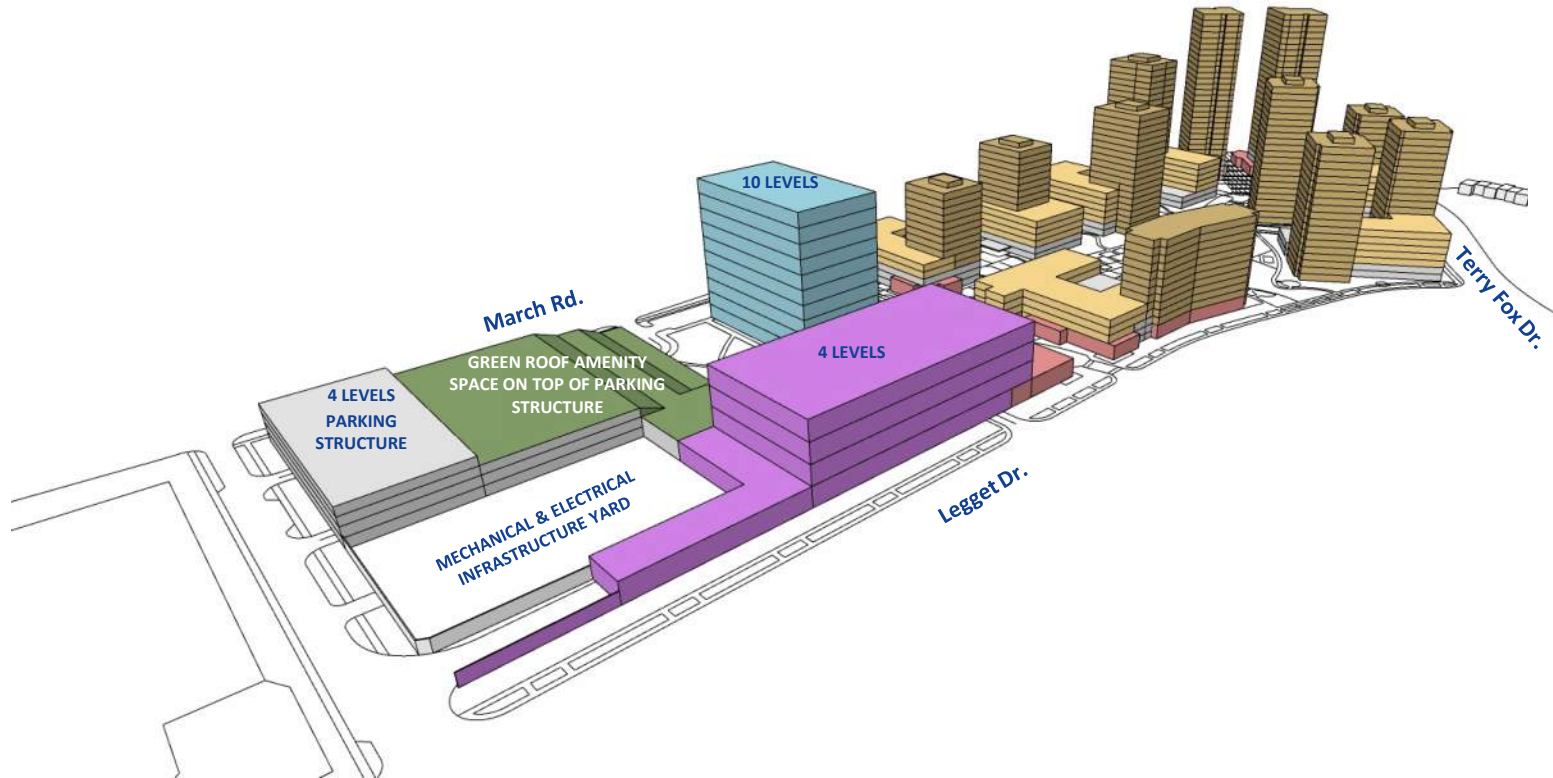 10 LEVELS
March Rd.
Terry Fox Dr.
4 LEVELS
GREEN ROOF AMENITY
SPACE ON TOP OF PARKING
STRUCTURE
4 LEVELS
PARKING
STRUCTURE
MECHANICAL & ELECTRICAL
INFRASTRUCTURE YARD
Legget Dr.